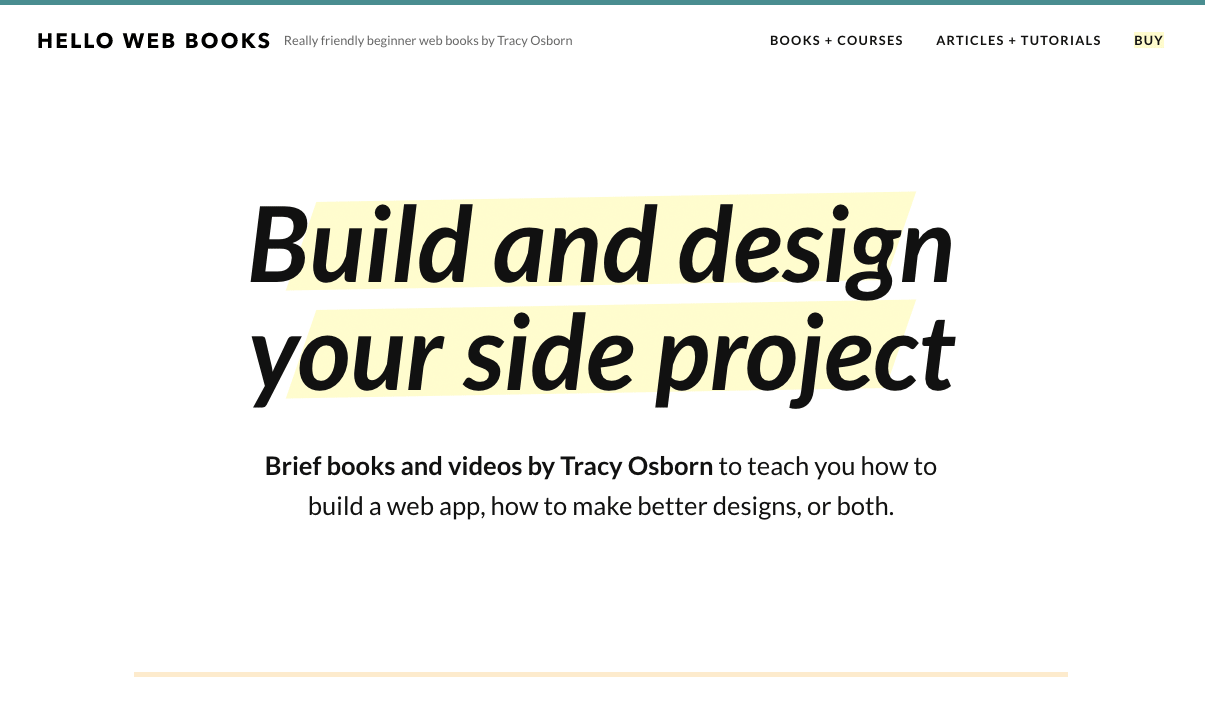 HELLO WEB BOOKS Really friendly beginner web books by Tracy Osborn BOOKS + COURSES ARTICLES + TUTORIALS BUY
Build and design
your side project
Brief books and videos by Tracy Osborn to teach you how to
build a web app, how to make better designs, or both.